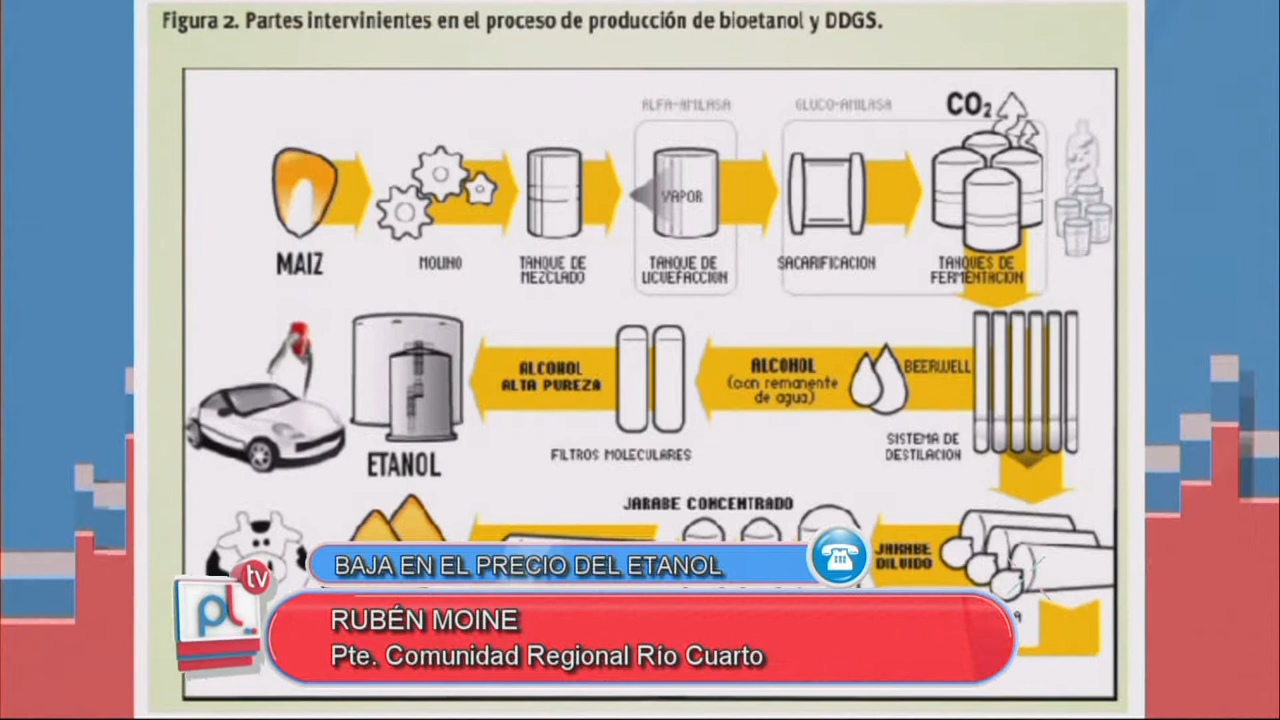 Figura 2. Partes intervinientes en el proceso de producción de bioetanol y DDGS.
ALFA-AMILASA
GLUCO-AMILASA
CO2
VAPOR
MAIZ
MOLINO
TANQUE DE
MEZCLADO
TANQUE DE
LICUEFACCION
SACARIFICACION
TANQUES DE
FERMENTACION
ALCOHOL
ALTA PUREZA
ALCOHOL
(con remanente
de agua)
BEERWELL
ETANOL
FILTROS MOLECULARES
SISTEMA DE
DESTILACION
JARABE CONCENTRADO
JARABE
DILUIDO
BAJA EN EL PRECIO DEL ETANOL
tv
pl
RUBÉN MOINE
Pte. Comunidad Regional Río Cuarto